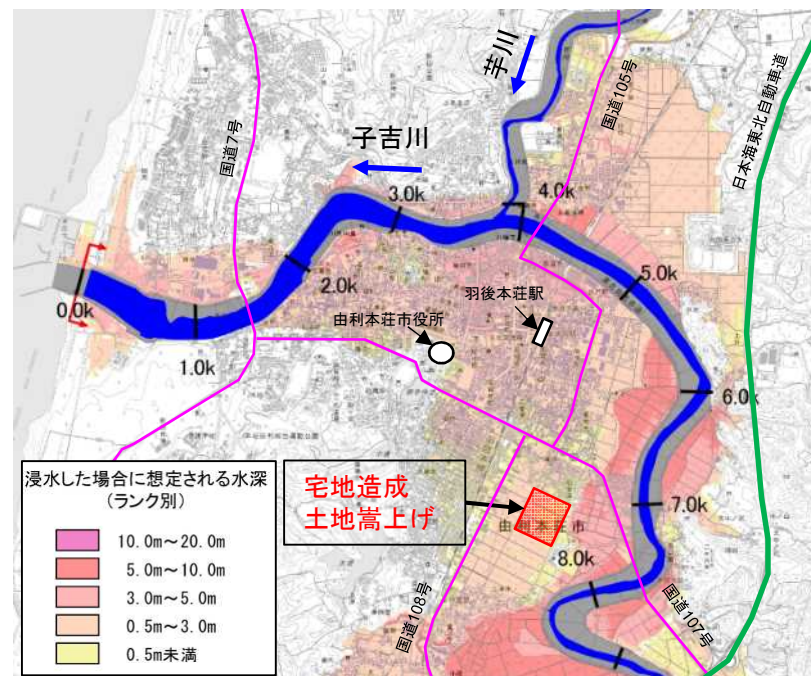 芋川
国道105号
日本海東北自動車道
子吉川
国道7号
3.0k
4.0k
5.0k
2.0k
羽後本荘駅
0.0k
由利本荘市役所
1.0k
6.0k
浸水した場合に想定される水深
(ランク別)
10.0m～20.0m
5.0m～10.0m
3.0m～5.0m
0.5m～3.0m
0.5m未満
宅地造成
土地嵩上げ
由利本荘市
7.0k
8.0k
国道108号
国道107号